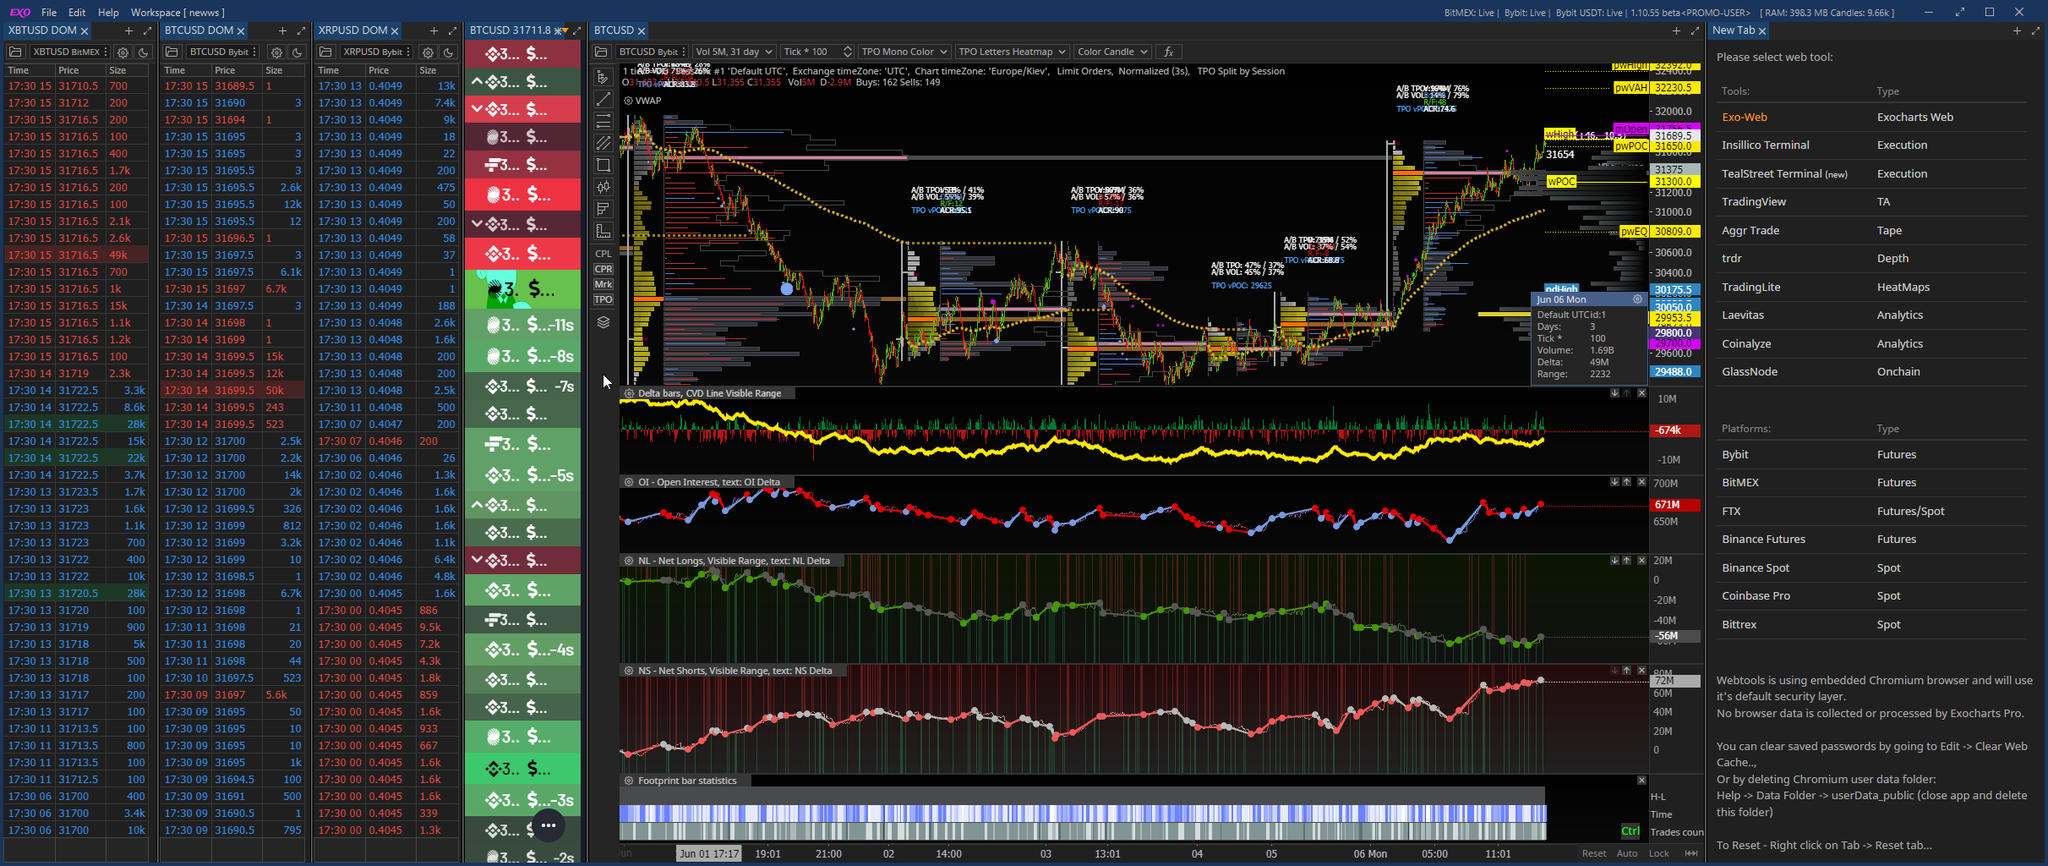 EXO File Edit Help Workspace [ newws ]
BitMEX: Live | Bybit: Live | Bybit USDT: Live | 1.10.55 beta<PROMO-USER> [ RAM: 398.3 MB Candles: 9.66k ]
XBTUSD DOM
BTCUSD DOM
XRPUSD DOM
BTCUSD 31711.8
BTCUSD
New Tab
XBTUSD BitMEX
BTCUSD Bybit
XRPUSD Bybit
BTCUSD Bybit
Vol 5M, 31 day
Tick * 100
TPO Mono Color
TPO Letters Heatmap
Color Candle
fx
Time Price Size
17:30 15 31710.5 700
17:30 15 31712 200
17:30 15 31716.5 200
17:30 15 31716.5 100
17:30 15 31716.5 400
17:30 15 31716.5 1.7k
17:30 15 31716.5 200
17:30 15 31716.5 100
17:30 15 31716.5 2.1k
17:30 15 31716.5 2.6k
17:30 15 31716.5 49k
17:30 15 31716.5 700
17:30 15 31716.5 1k
17:30 15 31716.5 15k
17:30 15 31716.5 1.1k
17:30 15 31716.5 1.2k
17:30 15 31716.5 100
17:30 14 31719 2.3k
17:30 14 31722.5 3.3k
17:30 14 31722.5 8.6k
17:30 14 31722.5 28k
17:30 14 31722.5 15k
17:30 14 31722.5 22k
17:30 14 31722.5 3.7k
17:30 13 31723.5 1.7k
17:30 13 31723 1.6k
17:30 13 31723 1.1k
17:30 13 31723 700
17:30 13 31722 400
17:30 13 31722 10k
17:30 13 31720.5 28k
17:30 13 31720 100
17:30 13 31719 900
17:30 13 31718 5k
17:30 13 31718 500
17:30 13 31718 100
17:30 13 31717 200
17:30 13 31717 100
17:30 11 31713.5 100
17:30 11 31713.5 800
17:30 11 31713.5 100
17:30 11 31712.5 100
17:30 06 31700 400
17:30 06 31700 3.4k
17:30 06 31700 10k
Time Price Size
17:30 15 31689.5 1
17:30 15 31690 3
17:30 15 31694 1
17:30 15 31695 3
17:30 15 31695 3
17:30 15 31695.5 3
17:30 15 31695.5 2.6k
17:30 15 31695.5 12k
17:30 15 31695.5 12
17:30 15 31696.5 1
17:30 15 31697.5 3
17:30 15 31697.5 6.1k
17:30 15 31697 6.7k
17:30 14 31697.5 3
17:30 14 31698 1
17:30 14 31699 1
17:30 14 31699.5 15k
17:30 14 31699.5 12k
17:30 14 31699.5 50k
17:30 14 31699.5 243
17:30 14 31699.5 523
17:30 12 31700 2.5k
17:30 12 31700 2.2k
17:30 12 31700 14k
17:30 12 31700 2k
17:30 12 31699.5 326
17:30 12 31699 812
17:30 12 31699 3.2k
17:30 12 31699 10
17:30 12 31698.5 1
17:30 12 31698 6.7k
17:30 12 31698 1
17:30 11 31698 21
17:30 11 31698 20
17:30 11 31698 44
17:30 10 31697.5 523
17:30 09 31697 5.6k
17:30 09 31695 50
17:30 09 31695 10
17:30 09 31695 10
17:30 09 31695 1k
17:30 09 31694.5 100
17:30 09 31691 500
17:30 09 31690.5 1
17:30 09 31690.5 795
Time Price Size
17:30 13 0.4049 13k
17:30 13 0.4049 7.4k
17:30 13 0.4049 9k
17:30 13 0.4049 18
17:30 13 0.4049 22
17:30 13 0.4049 200
17:30 13 0.4049 475
17:30 13 0.4049 50
17:30 13 0.4049 200
17:30 13 0.4049 58
17:30 13 0.4049 37
17:30 13 0.4049 1
17:30 13 0.4049 1
17:30 13 0.4049 188
17:30 13 0.4048 2.6k
17:30 13 0.4048 1.6k
17:30 13 0.4048 200
17:30 13 0.4048 200
17:30 13 0.4048 2.5k
17:30 11 0.4048 500
17:30 07 0.4047 200
17:30 07 0.4046 200
17:30 06 0.4046 26
17:30 02 0.4046 1.3k
17:30 02 0.4046 1.6k
17:30 02 0.4046 1.6k
17:30 02 0.4046 1.6k
17:30 02 0.4046 1.1k
17:30 02 0.4046 6.4k
17:30 02 0.4046 4.8k
17:30 00 0.4045 1.6k
17:30 00 0.4045 886
17:30 00 0.4045 9.5k
17:30 00 0.4045 7.2k
17:30 00 0.4045 4.3k
17:30 00 0.4045 1.8k
17:30 00 0.4045 859
17:30 00 0.4045 1.6k
17:30 00 0.4045 933
17:30 00 0.4045 667
17:30 00 0.4045 1.6k
17:30 00 0.4045 1.6k
17:30 00 0.4045 1.6k
17:30 00 0.4045 339
17:30 00 0.4045 1.3k
3... $...
3.. $...-11s
3.. $...-8s
3.. $... -7s
3.. $...-5s
3.. $...-4s
3.. $...-3s
-2s
CPL
CPR
Mrk
TPO
#1 'Default UTC', Exchange timeZone: 'UTC', Chart timeZone: 'Europe/Kiev', Limit Orders, Normalized (3s), TPO Split by Session
L31,355 C31,355 Vol5M D-2.9M Buys: 162 Sells: 149
VWAP
A/B VOL: 55% / 39%
A/B VOL: 57% / 36%
A/B TPO: 47% / 37%
A/B VOL: 45% / 37%
TPO vPOC: 29625
A/B VOL: 37% / 54%
A/B VOL: 14% / 79%
31654
wHigh
wPOC
pwHigh 32392.0
pwVAH 32230.5
32000.0
mOpen
31689.5
pwPOC 31650.0
31375
31300.0
31200.0
31000.0
pwEQ 30809.0
30600.0
30400.0
ndHigh 30175.5
30050.0
29953.5
29800.0
29700.0
29600.0
29488.0
Jun 06 Mon
Default UTC id:1
Days: 3
Tick * 100
Volume: 1.69B
Delta: 49M
Range: 2232
Delta bars, CVD Line Visible Range
10M
-674k
-10M
OI - Open Interest, text: OI Delta
700M
671M
650M
NL - Net Longs, Visible Range, text: NL Delta
20M
0
-20M
-40M
-56M
NS - Net Shorts, Visible Range, text: NS Delta
80M
72M
60M
40M
20M
0
Footprint bar statistics
H-L
Time
Trades coun
Ctrl
Jun 01 17:17 19:01 21:00 02 14:00 03 13:01 04 05 06 Mon 05:00 11:01
Reset Auto Lock
Please select web tool:
Tools: Type
Exo-Web Exocharts Web
Insillico Terminal Execution
TealStreet Terminal (new) Execution
TradingView TA
Aggr Trade Tape
trdr Depth
TradingLite HeatMaps
Laevitas Analytics
Coinalyze Analytics
GlassNode Onchain
Platforms: Type
Bybit Futures
BitMEX Futures
FTX Futures/Spot
Binance Futures Futures
Binance Spot Spot
Coinbase Pro Spot
Bittrex Spot
Webtools is using embedded Chromium browser and will use
it's default security layer.
No browser data is collected or processed by Exocharts Pro.
You can clear saved passwords by going to Edit -> Clear Web
Cache..,
Or by deleting Chromium user data folder:
Help -> Data Folder -> userData_public (close app and delete
this folder)
To Reset - Right click on Tab -> Reset tab...